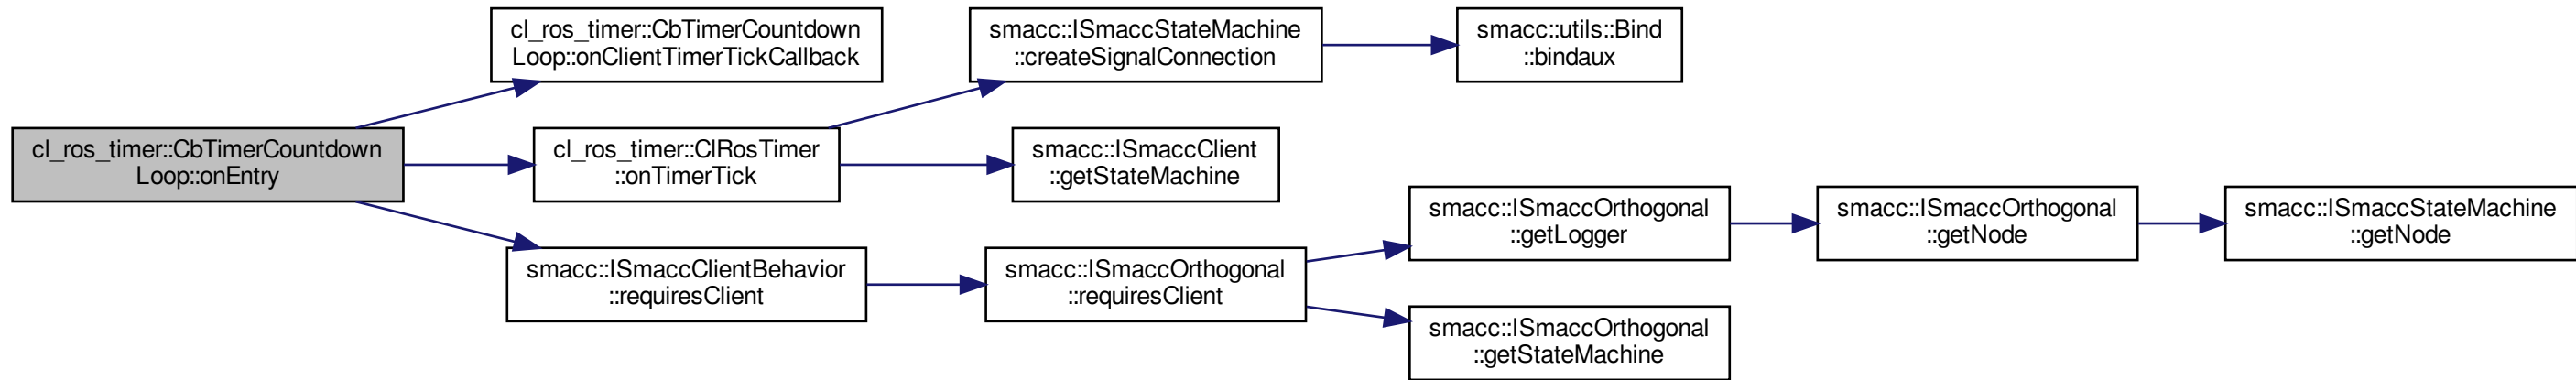 cl_ros_timer::CbTimerCountdown
Loop::onEntry
cl_ros_timer::CbTimerCountdown
Loop::onClientTimerTickCallback
cl_ros_timer::ClRosTimer
::onTimerTick
smacc::ISmaccClientBehavior
::requiresClient
smacc::ISmaccStateMachine
::createSignalConnection
smacc::ISmaccClient
::getStateMachine
smacc::ISmaccOrthogonal
::requiresClient
smacc::utils::Bind
::bindaux
smacc::ISmaccOrthogonal
::getLogger
smacc::ISmaccOrthogonal
::getStateMachine
smacc::ISmaccOrthogonal
::getNode
smacc::ISmaccStateMachine
::getNode